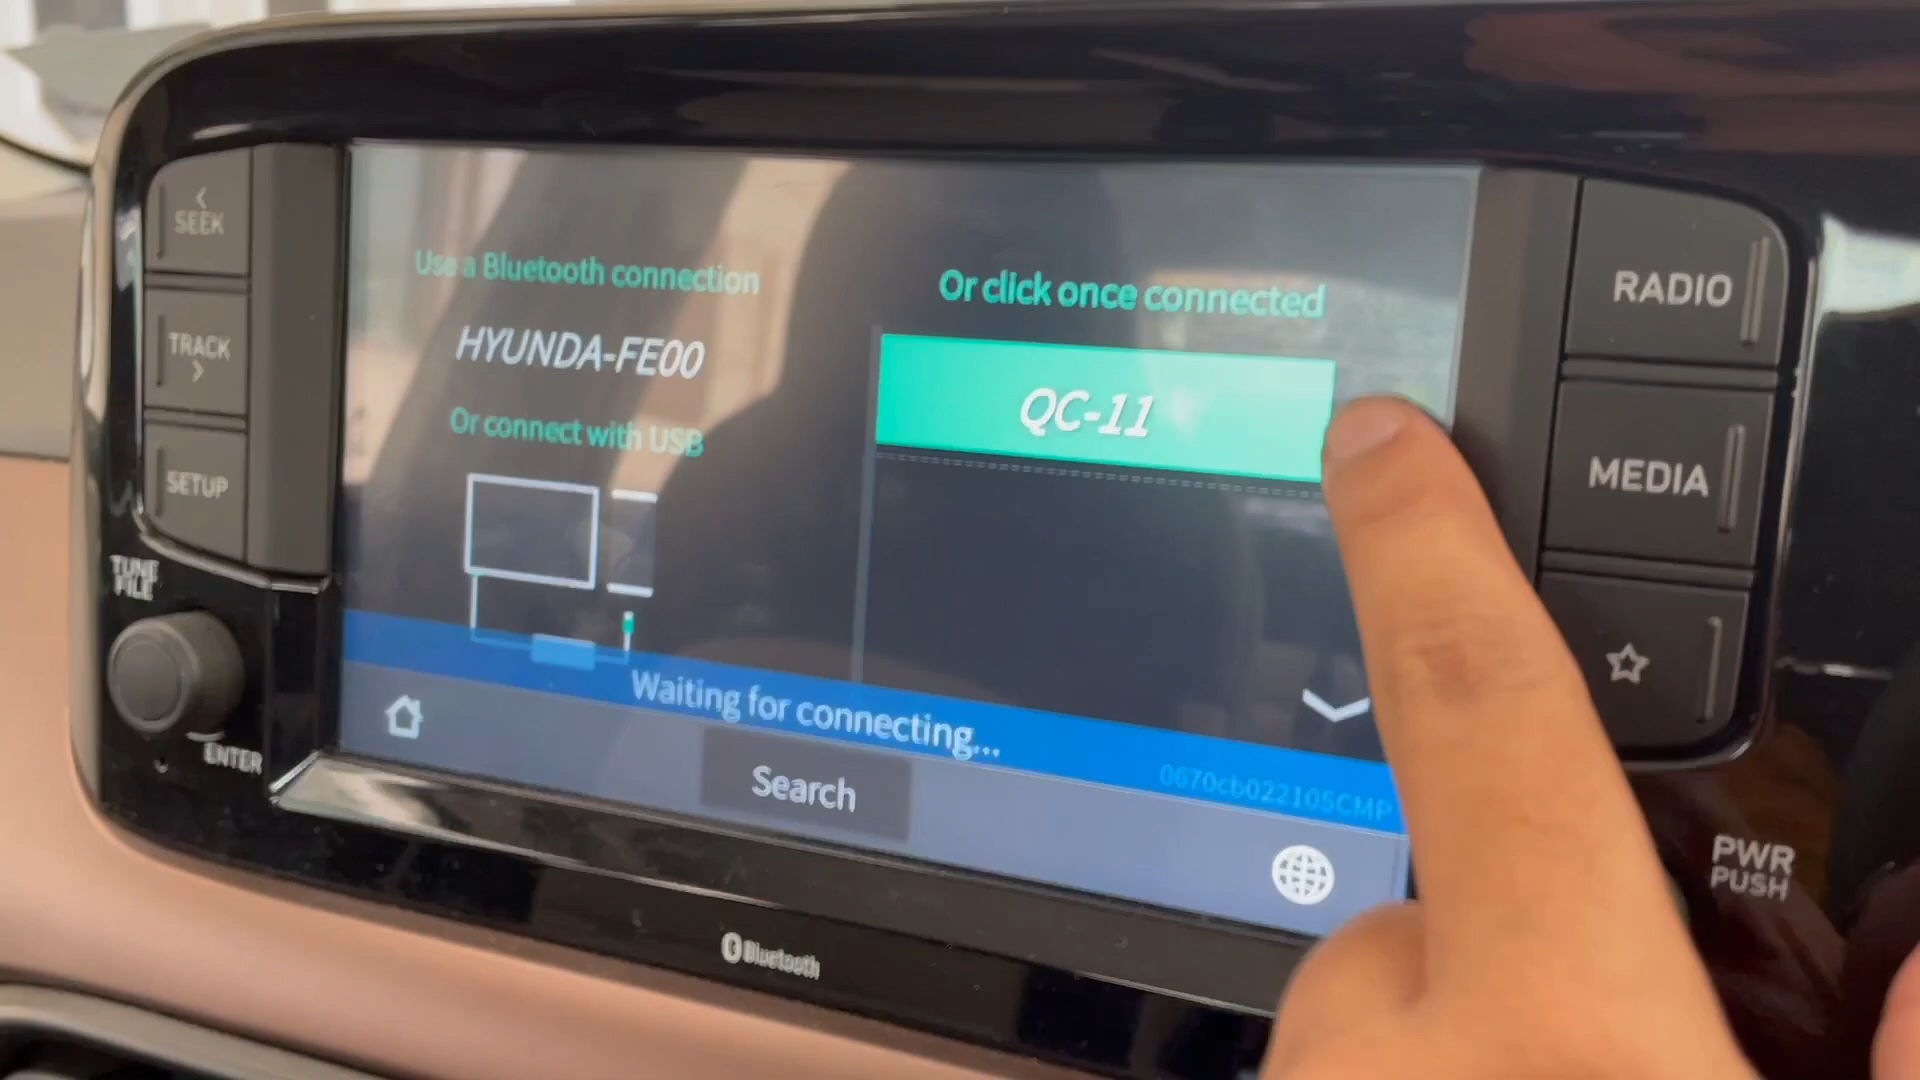 <
SEEK
TRACK
>
SETUP
TUNE
FILE
ENTER
Use a Bluetooth connection
HYUNDA-FE00
Or connect with USB
Or click once connected
QC-11
Waiting for connecting...
0670cb022105CMP
Search
Bluetooth
RADIO
MEDIA
PWR
PUSH